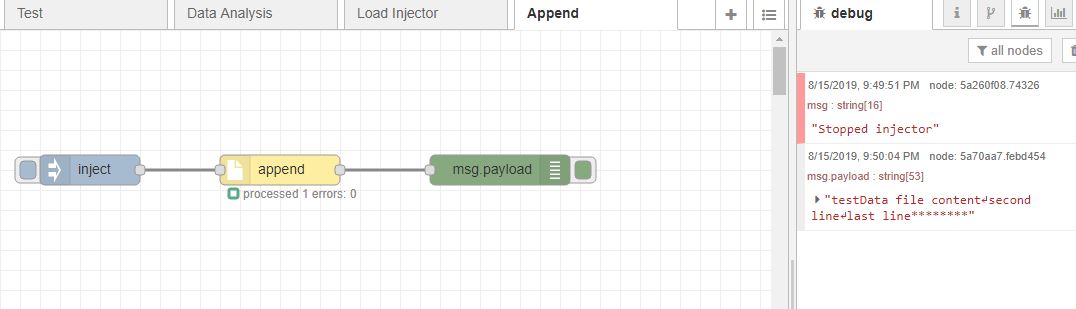 Test
Data Analysis
Load Injector
Append
debug
i
all nodes
8/15/2019, 9:49:51 PM node: 5a260f08.74326
msg : string[16]
"Stopped injector"
8/15/2019, 9:50:04 PM node: 5a70aa7.febd454
msg.payload : string[53]
"testData file content↵second
line↵last line********"
inject
append
msg.payload
processed 1 errors: 0